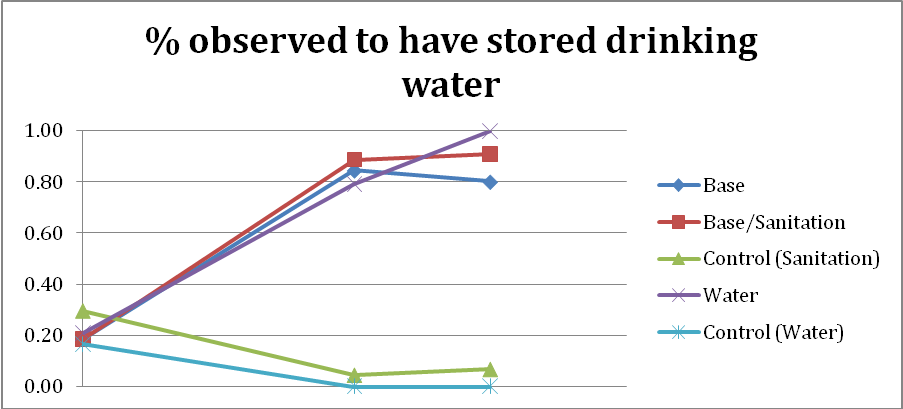 % observed to have stored drinking
water
1.00
0.80
0.60
0.40
0.20
0.00
Base
Base/Sanitation
Control (Sanitation)
Water
Control (Water)